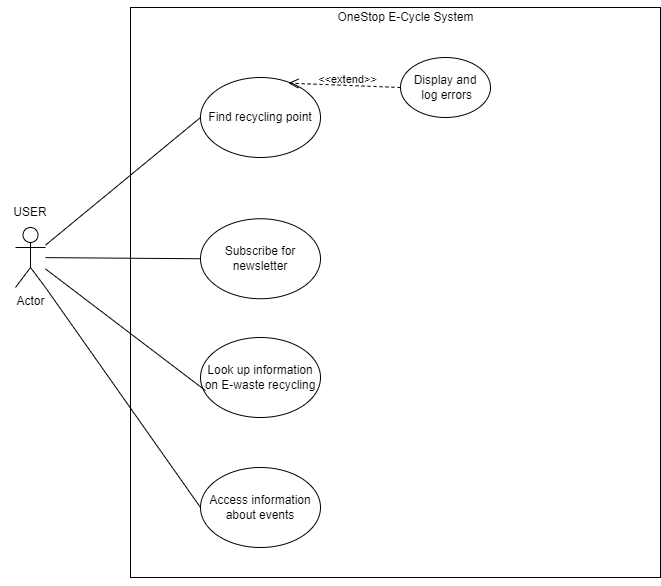 OneStop E-Cycle System
<<extend>>
Display and
log errors
Find recycling point
USER
Subscribe for
newsletter
Actor
Look up information
on E-waste recycling
Access information
about events